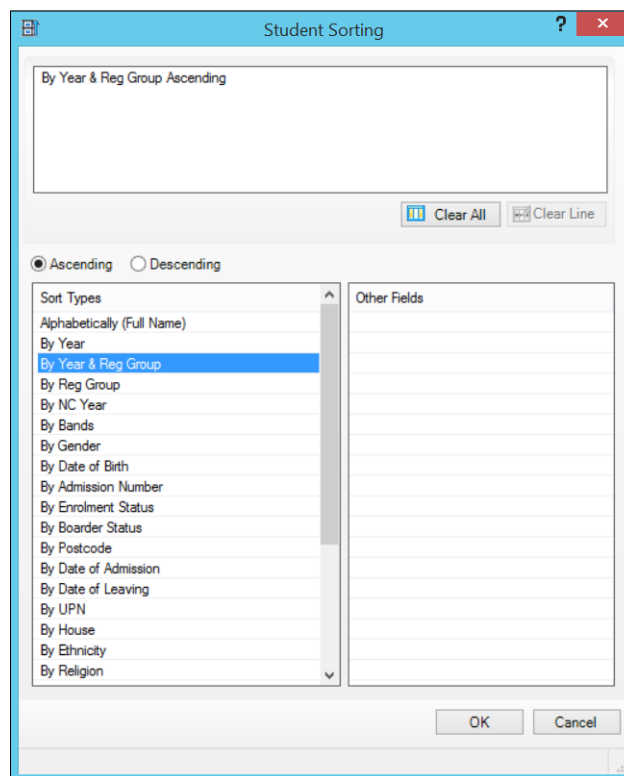 Student Sorting
?
By Year & Reg Group Ascending
Clear All
Clear Line
Ascending
Descending
Sort Types
Other Fields
Alphabetically (Full Name)
By Year
By Year & Reg Group
By Reg Group
By NC Year
By Bands
By Gender
By Date of Birth
By Admission Number
By Enrolment Status
By Boarder Status
By Postcode
By Date of Admission
By Date of Leaving
By UPN
By House
By Ethnicity
By Religion
OK
Cancel